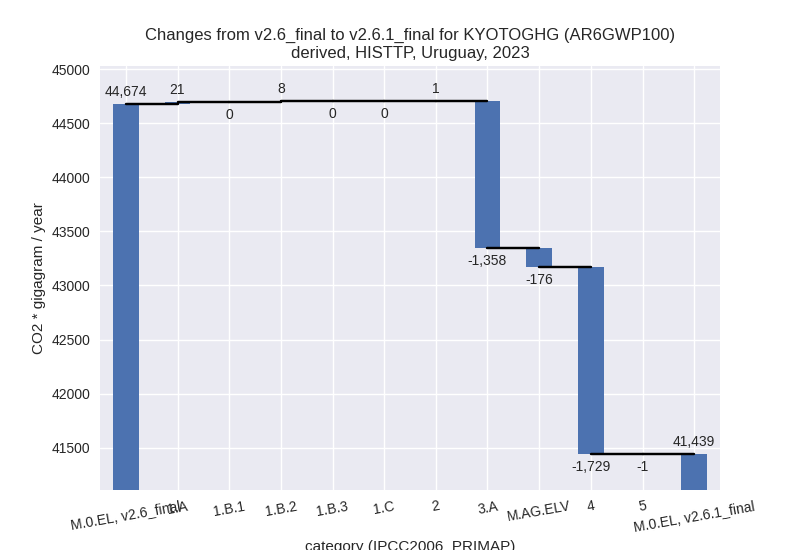 Changes from v2.6_final to v2.6.1_final for KYOTOGHG (AR6GWP100)
derived, HISTTP, Uruguay, 2023
CO2 * gigagram / year
45000
44500
44000
43500
43000
42500
42000
41500
44,674
21
0
8
0
0
1
-1,358
-176
-1,729
-1
41,439
M.0.EL, v2.6_final
1.A
1.B.1
1.B.2
1.B.3
1.C
2
3.A
M.AG.ELV
4
5
M.0.EL, v2.6.1_final
category (IPCC2006_PRIMAP)